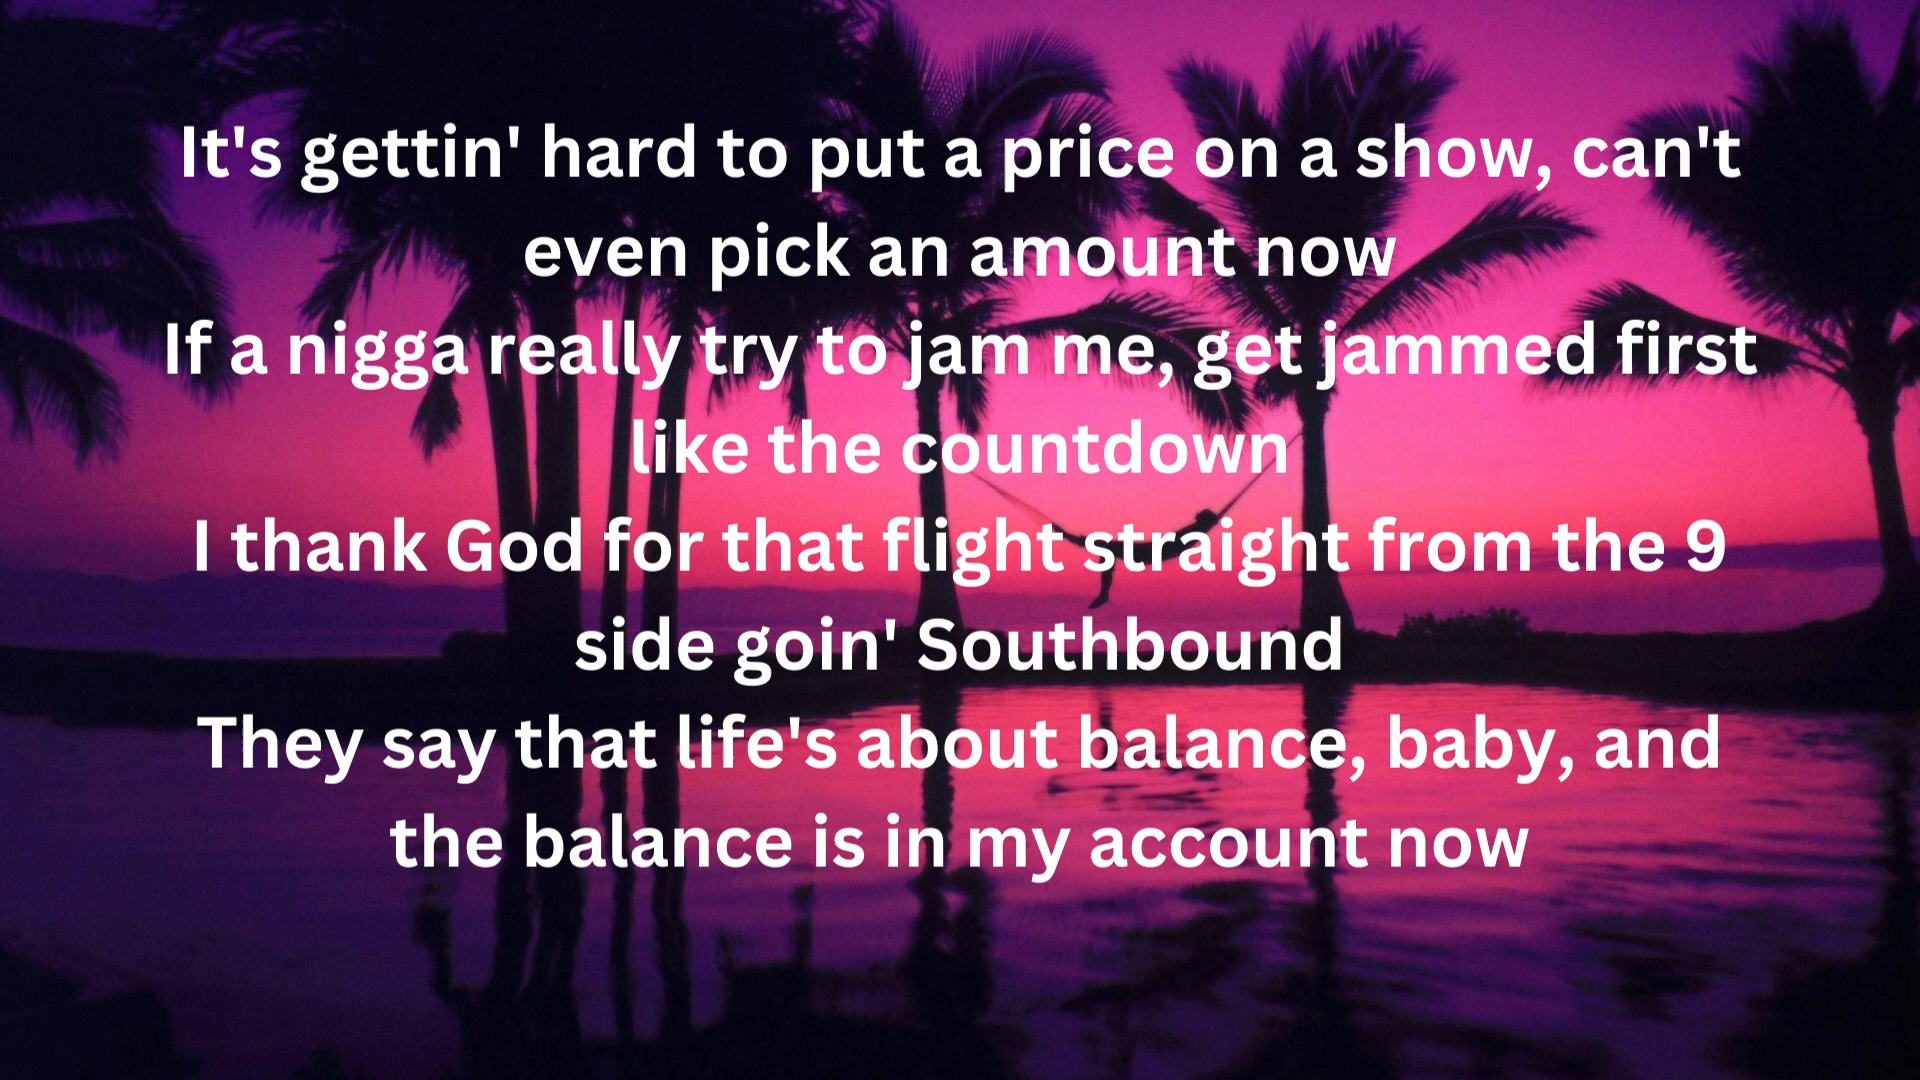 It's gettin' hard to put a price on a show, can't
even pick an amount now
If a nigga really try to jam me, get jammed first
like the countdown
I thank God for that flight straight from the 9
side goin' Southbound
They say that life's about balance, baby, and
the balance is in my account now